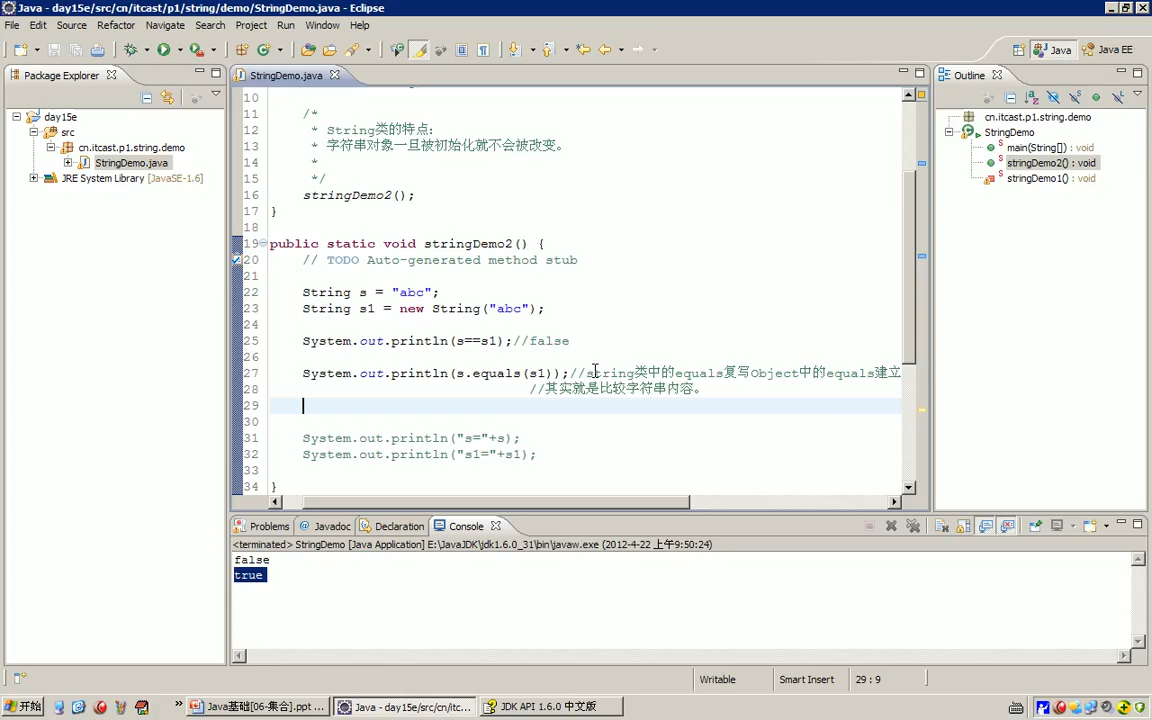 Java - day15e/src/cn/itcast/p1/string/demo/StringDemo.java - Eclipse
File Edit Source Refactor Navigate Search Project Run Window Help
Java Java EE
Package Explorer
day15e
src
cn.itcast.p1.string.demo
StringDemo.java
JRE System Library [JavaSE-1.6]
StringDemo.java
10
11 /*
12 * String类的特点:
13 * 字符串对象一旦被初始化就不会被改变。
14 *
15 */
16 stringDemo2();
17 }
18
19 public static void stringDemo2() {
20 // TODO Auto-generated method stub
21
22 String s = "abc";
23 String s1 = new String("abc");
24
25 System.out.println(s==s1);//false
26
27 System.out.println(s.equals(s1));//string类中的equals复写Object中的equals建立
28 //其实就是比较字符串内容。
29
30
31 System.out.println("s="+s);
32 System.out.println("s1="+s1);
33
34 }
Outline
cn.itcast.p1.string.demo
StringDemo
main(String[]) : void
stringDemo2() : void
stringDemo1() : void
Problems Javadoc Declaration Console
<terminated> StringDemo [Java Application] E:\JavaJDK\jdk1.6.0_31\bin\javaw.exe (2012-4-22 上午9:50:24)
false
true
Writable Smart Insert 29 : 9
开始 Java基础[06-集合].ppt ... Java - day15e/src/cn/itc... JDK API 1.6.0 中文版